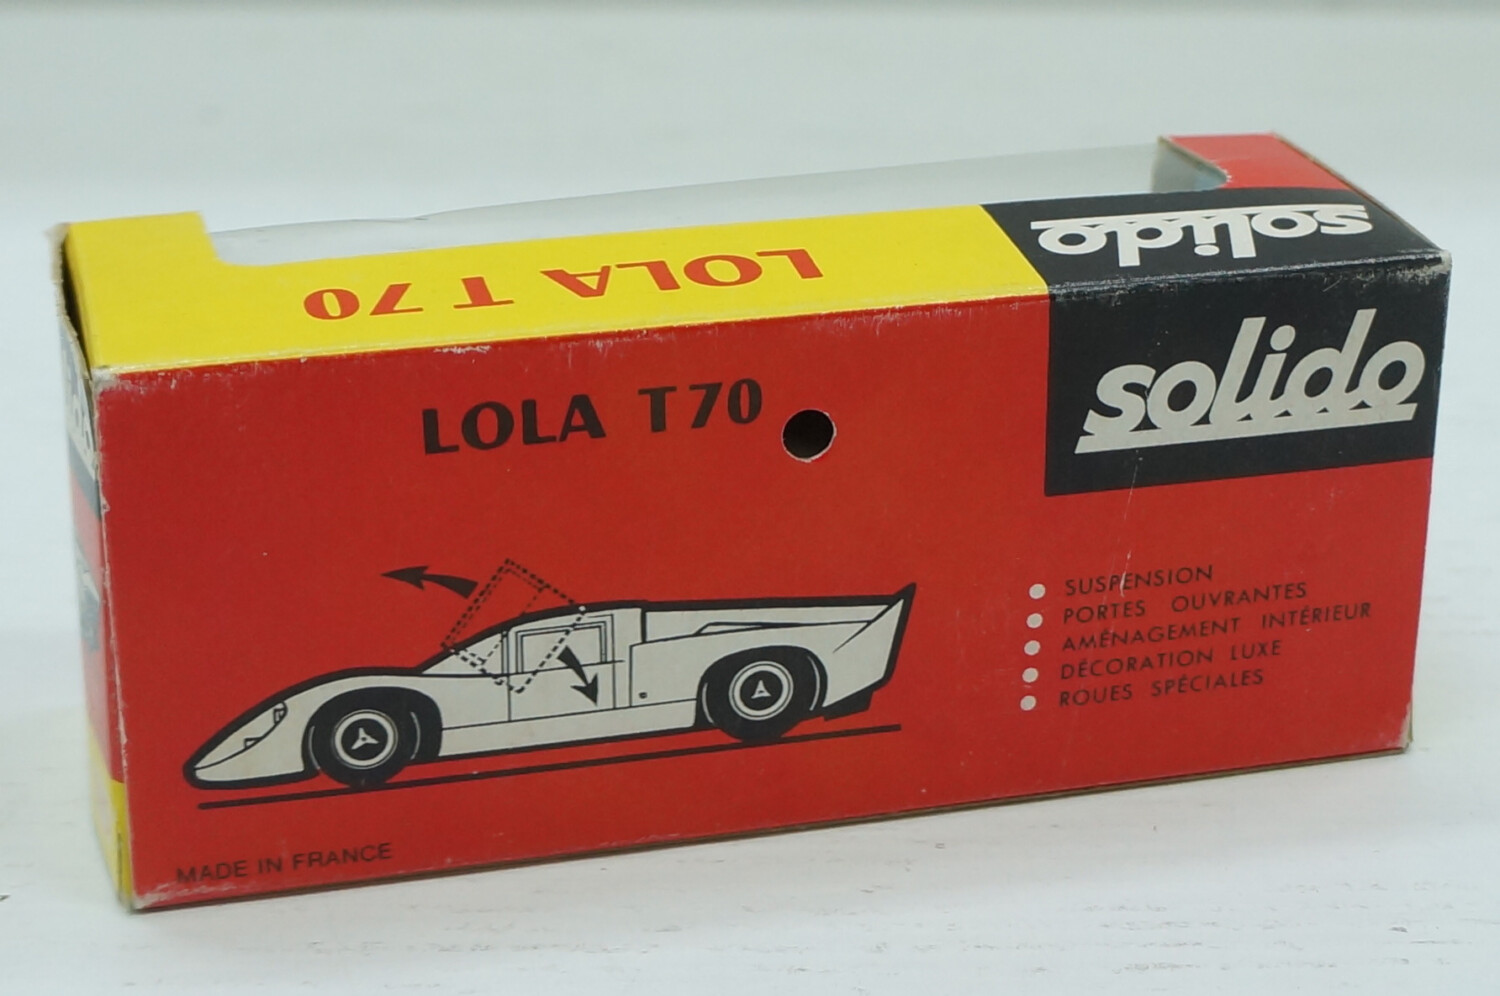 LOLA T70
solido
LOLA T70
solido
SUSPENSION
PORTES OUVRANTES
AMÉNAGEMENT INTÉRIEUR
DÉCORATION LUXE
ROUES SPÉCIALES
MADE IN FRANCE